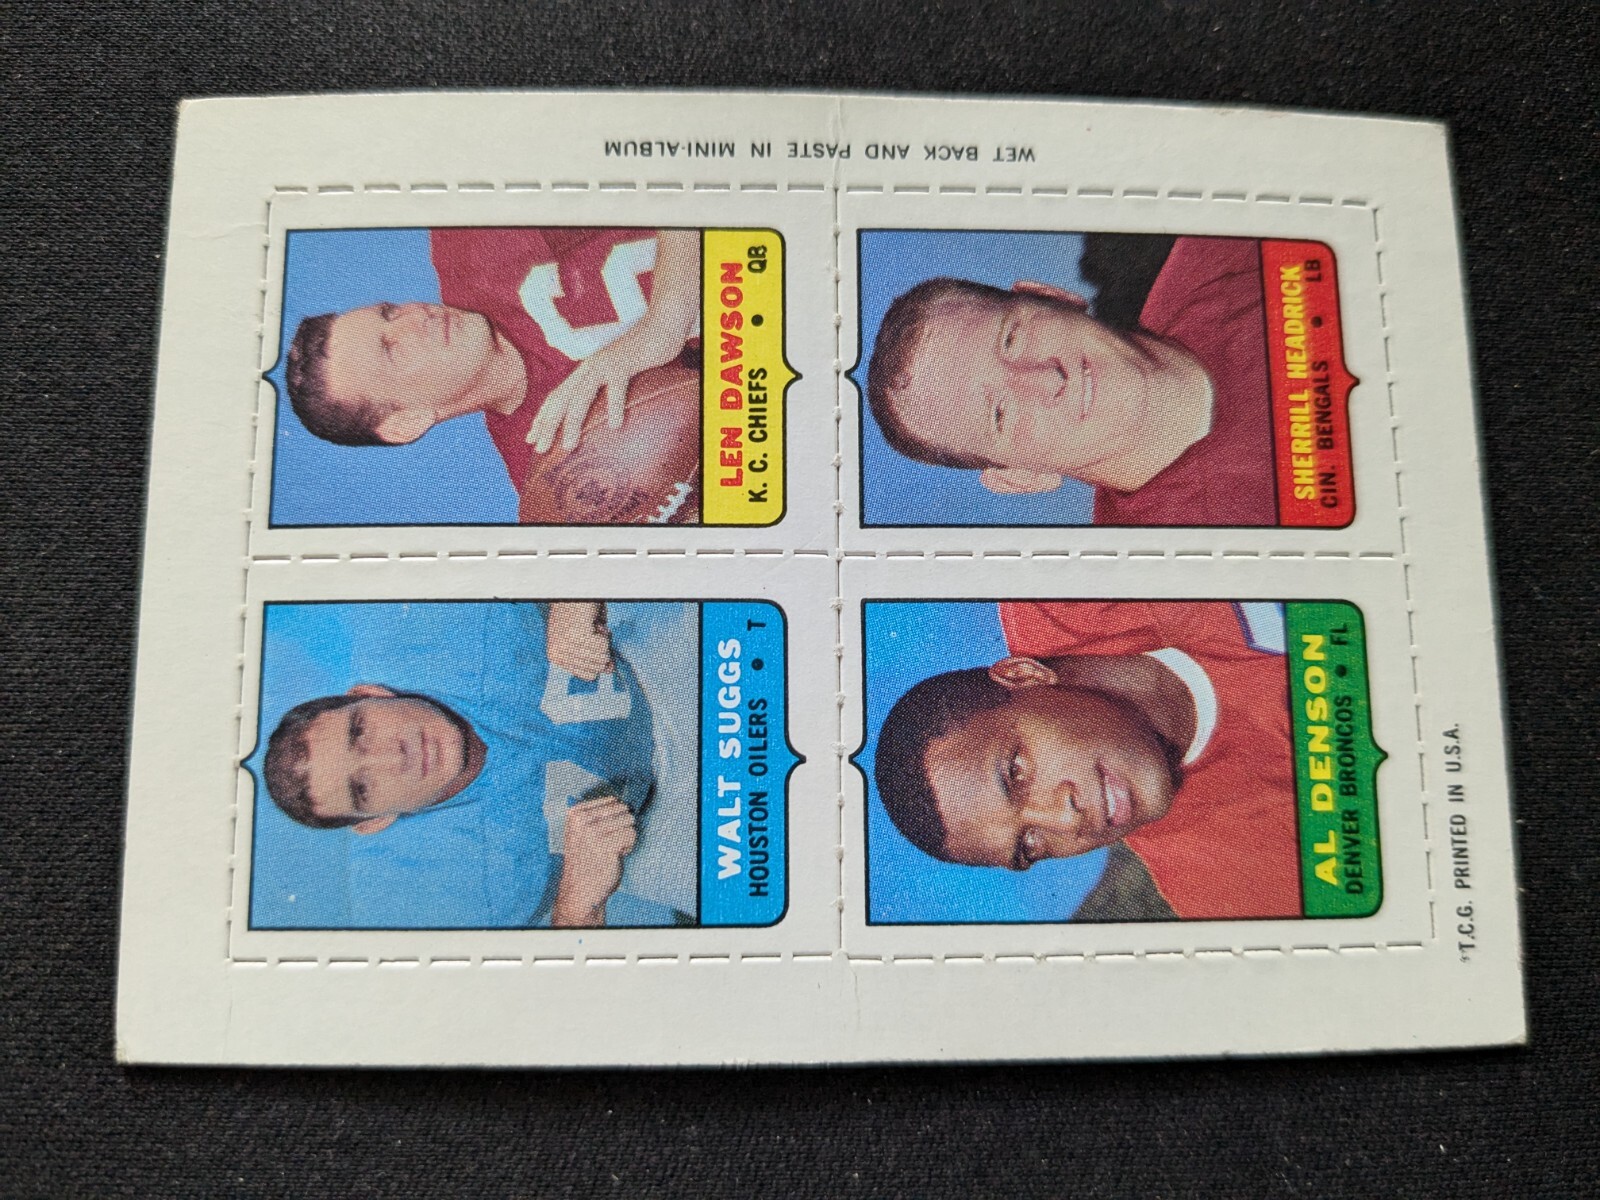 WET BACK AND PASTE IN MINI-ALBUM
LEN DAWSON
K. C. CHIEFS • QB
SHERRILL HEADRICK
CIN. BENGALS • LB
WALT SUGGS
HOUSTON OILERS • T
AL DENSON
DENVER BRONCOS • FL
*T.C.G. PRINTED IN U.S.A.